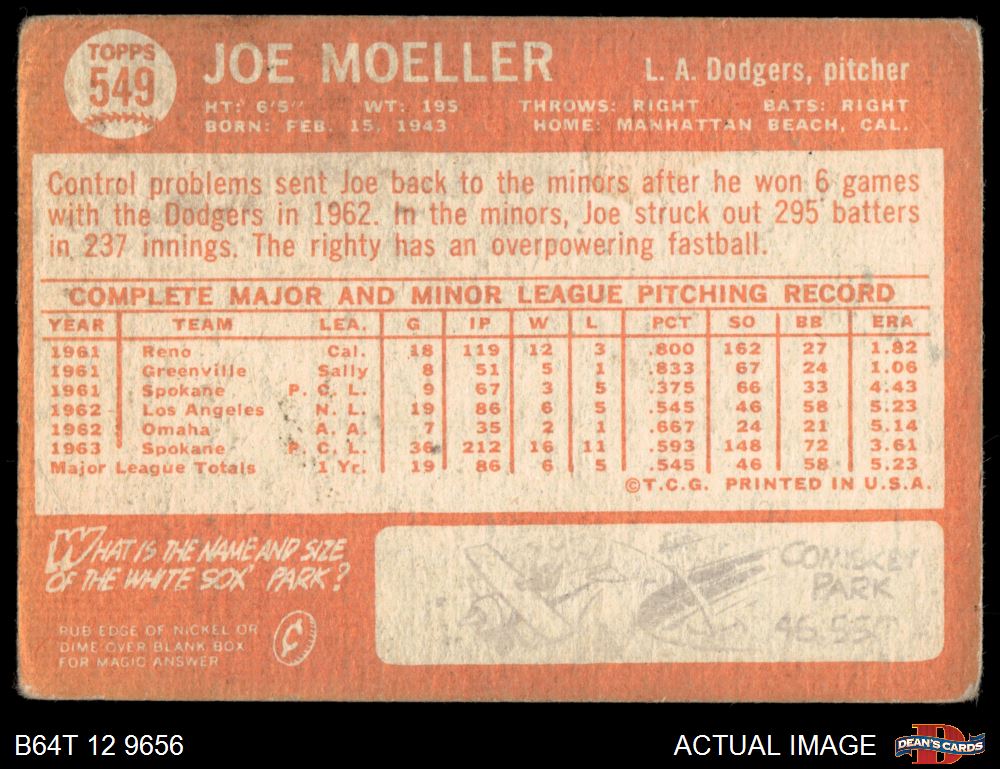 TOPPS
549
JOE MOELLER
L. A. Dodgers, pitcher
HT: 6'5" WT: 195 THROWS: RIGHT BATS: RIGHT
BORN: FEB. 15, 1943 HOME: MANHATTAN BEACH, CAL.
Control problems sent Joe back to the minors after he won 6 games
with the Dodgers in 1962. In the minors, Joe struck out 295 batters
in 237 innings. The righty has an overpowering fastball.
COMPLETE MAJOR AND MINOR LEAGUE PITCHING RECORD
YEAR TEAM LEA. G IP W L PCT SO BB ERA
1961 Reno Cal. 18 119 12 3 .800 162 27 1.82
1961 Greenville Sally 8 51 5 1 .833 67 24 1.06
1961 Spokane P. C. L. 9 67 3 5 .375 66 33 4.43
1962 Los Angeles N. L. 19 86 6 5 .545 46 58 5.23
1962 Omaha A. A. 7 35 2 1 .667 24 21 5.14
1963 Spokane P. C. L. 36 212 16 11 .593 148 72 3.61
Major League Totals 1 Yr. 19 86 6 5 .545 46 58 5.23
©T.C.G. PRINTED IN U.S.A.
WHAT IS THE NAME AND SIZE
OF THE WHITE SOX' PARK?
RUB EDGE OF NICKEL OR
DIME OVER BLANK BOX
FOR MAGIC ANSWER
COMISKEY
PARK
B64T 12 9656
ACTUAL IMAGE
DEAN'S CARDS